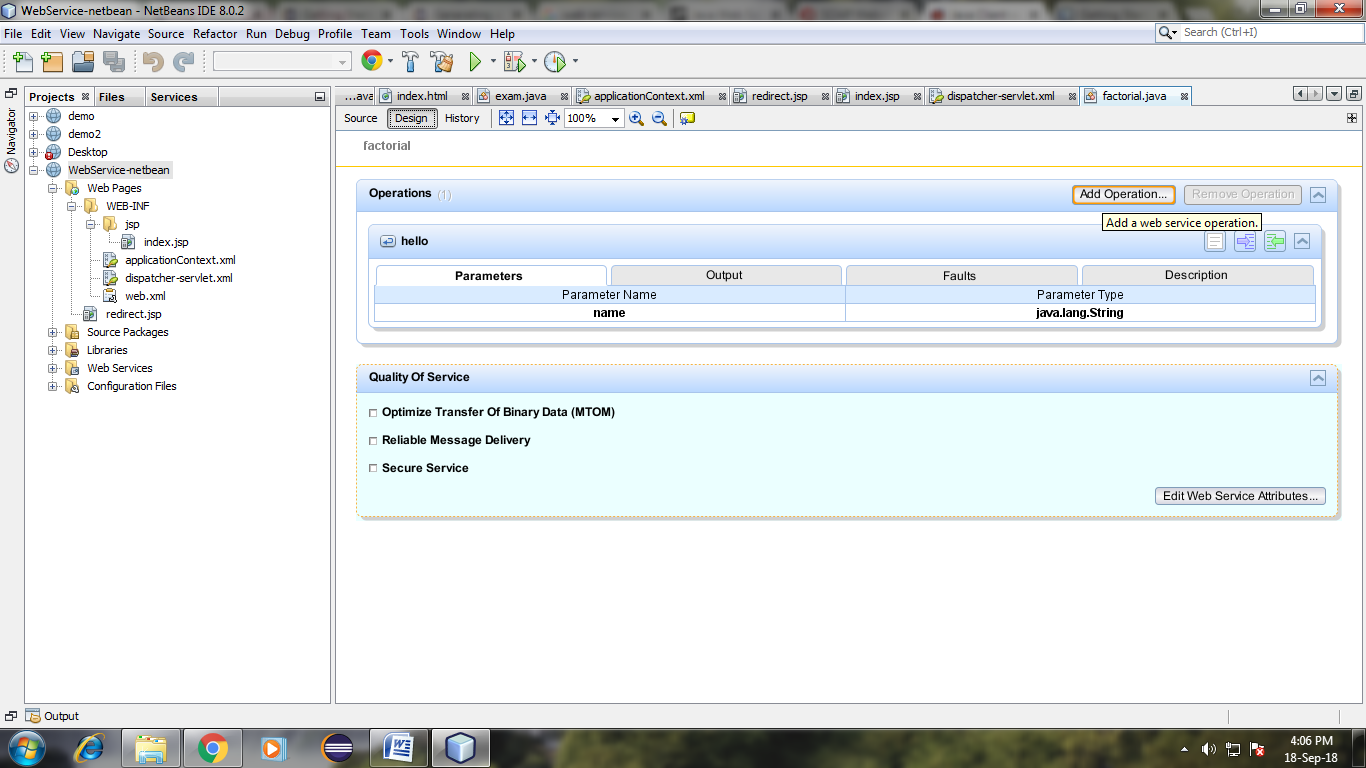 WebService-netbean - NetBeans IDE 8.0.2
File Edit View Navigate Source Refactor Run Debug Profile Team Tools Window Help
Search (Ctrl+I)
Projects Files Services
...ava index.html exam.java applicationContext.xml redirect.jsp index.jsp dispatcher-servlet.xml factorial.java
Navigator
Source Design History 100%
demo
demo2
Desktop
WebService-netbean
Web Pages
WEB-INF
jsp
index.jsp
applicationContext.xml
dispatcher-servlet.xml
web.xml
redirect.jsp
Source Packages
Libraries
Web Services
Configuration Files
factorial
Operations (1)
Add Operation... Remove Operation
Add a web service operation.
hello
Parameters Output Faults Description
Parameter Name Parameter Type
name java.lang.String
Quality Of Service
Optimize Transfer Of Binary Data (MTOM)
Reliable Message Delivery
Secure Service
Edit Web Service Attributes...
Output
4:06 PM
18-Sep-18